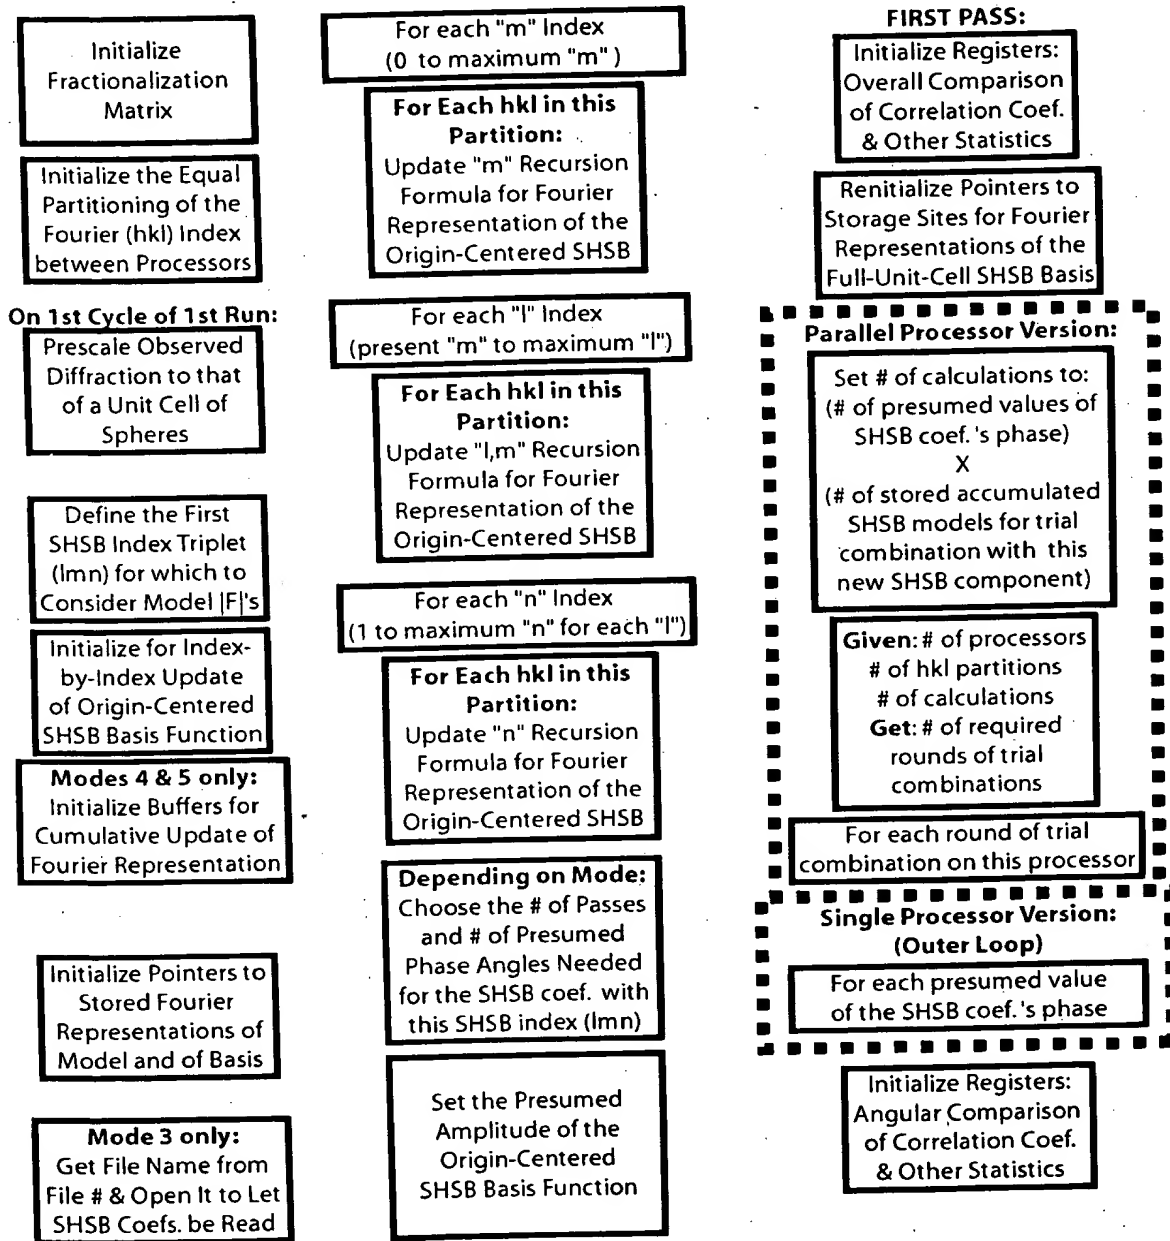 Initialize
Fractionalization
Matrix
Initialize the Equal
Partitioning of the
Fourier (hkl) Index
between Processors
On 1st Cycle of 1st Run:
Prescale Observed
Diffraction to that
of a Unit Cell of
Spheres
Define the First
SHSB Index Triplet
(lmn) for which to
Consider Model |F|'s
Initialize for Index-
by-Index Update
of Origin-Centered
SHSB Basis Function
Modes 4 & 5 only:
Initialize Buffers for
Cumulative Update of
Fourier Representation
Initialize Pointers to
Stored Fourier
Representations of
Model and of Basis
Mode 3 only:
Get File Name from
File # & Open It to Let
SHSB Coefs. be Read
For each "m" Index
(0 to maximum "m" )
For Each hkl in this
Partition:
Update "m" Recursion
Formula for Fourier
Representation of the
Origin-Centered SHSB
For each "l" Index
(present "m" to maximum "l")
For Each hkl in this
Partition:
Update "l,m" Recursion
Formula for Fourier
Representation of the
Origin-Centered SHSB
For each "n" Index
(1 to maximum "n" for each "l")
For Each hkl in this
Partition:
Update "n" Recursion
Formula for Fourier
Representation of the
Origin-Centered SHSB
Depending on Mode:
Choose the # of Passes
and # of Presumed
Phase Angles Needed
for the SHSB coef. with
this SHSB index (lmn)
Set the Presumed
Amplitude of the
Origin-Centered
SHSB Basis Function
FIRST PASS:
Initialize Registers:
Overall Comparison
of Correlation Coef.
& Other Statistics
Renitialize Pointers to
Storage Sites for Fourier
Representations of the
Full-Unit-Cell SHSB Basis
Parallel Processor Version:
Set # of calculations to:
(# of presumed values of
SHSB coef.'s phase)
X
(# of stored accumulated
SHSB models for trial
combination with this
new SHSB component)
Given: # of processors
# of hkl partitions
# of calculations
Get: # of required
rounds of trial
combinations
For each round of trial
combination on this processor
Single Processor Version:
(Outer Loop)
For each presumed value
of the SHSB coef.'s phase
Initialize Registers:
Angular Comparison
of Correlation Coef.
& Other Statistics